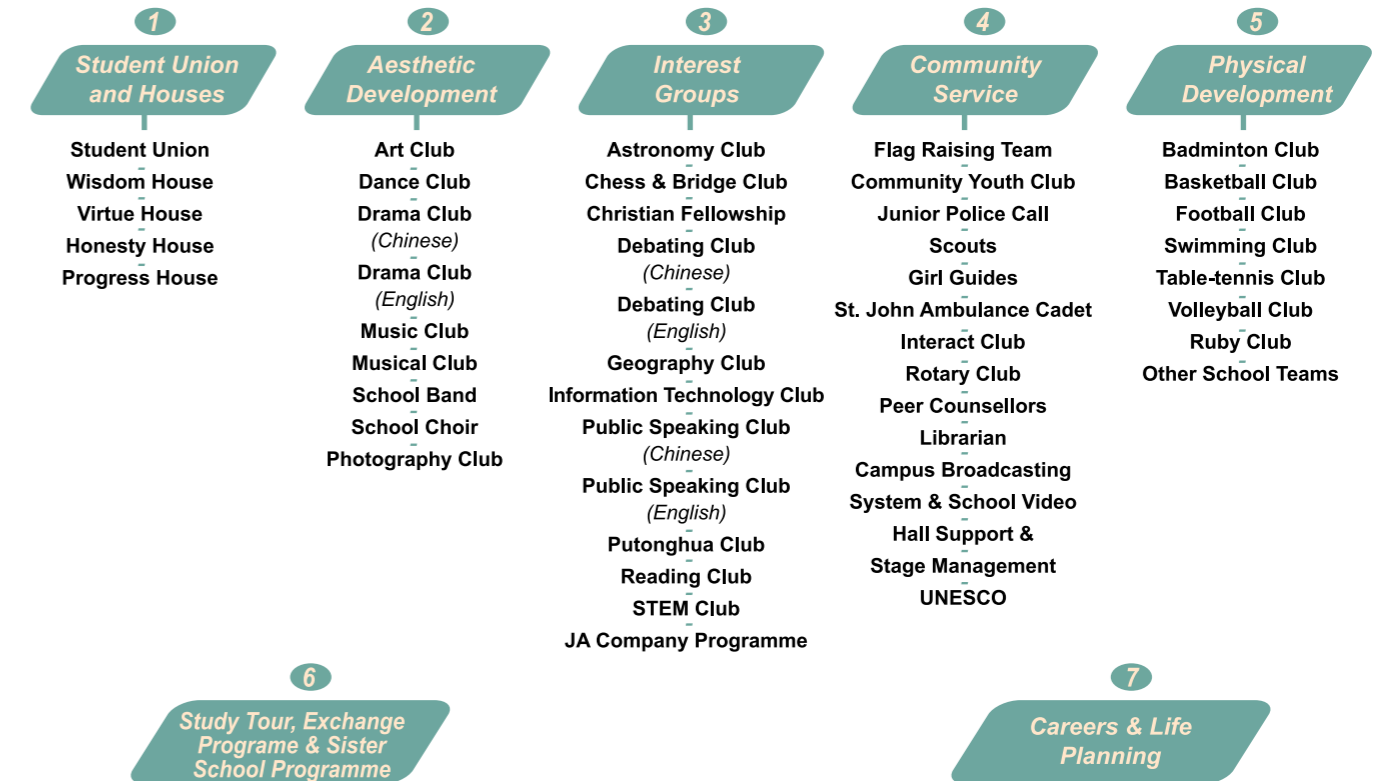 1
Student Union
and Houses
Student Union
Wisdom House
Virtue House
Honesty House
Progress House
2
Aesthetic
Development
Art Club
Dance Club
Drama Club
(Chinese)
Drama Club
(English)
Music Club
Musical Club
School Band
School Choir
Photography Club
3
Interest
Groups
Astronomy Club
Chess & Bridge Club
Christian Fellowship
Debating Club
(Chinese)
Debating Club
(English)
Geography Club
Information Technology Club
Public Speaking Club
(Chinese)
Public Speaking Club
(English)
Putonghua Club
Reading Club
STEM Club
JA Company Programme
4
Community
Service
Flag Raising Team
Community Youth Club
Junior Police Call
Scouts
Girl Guides
St. John Ambulance Cadet
Interact Club
Rotary Club
Peer Counsellors
Librarian
Campus Broadcasting
System & School Video
Hall Support &
Stage Management
UNESCO
5
Physical
Development
Badminton Club
Basketball Club
Football Club
Swimming Club
Table-tennis Club
Volleyball Club
Ruby Club
Other School Teams
6
Study Tour, Exchange
Programe & Sister
School Programme
7
Careers & Life
Planning